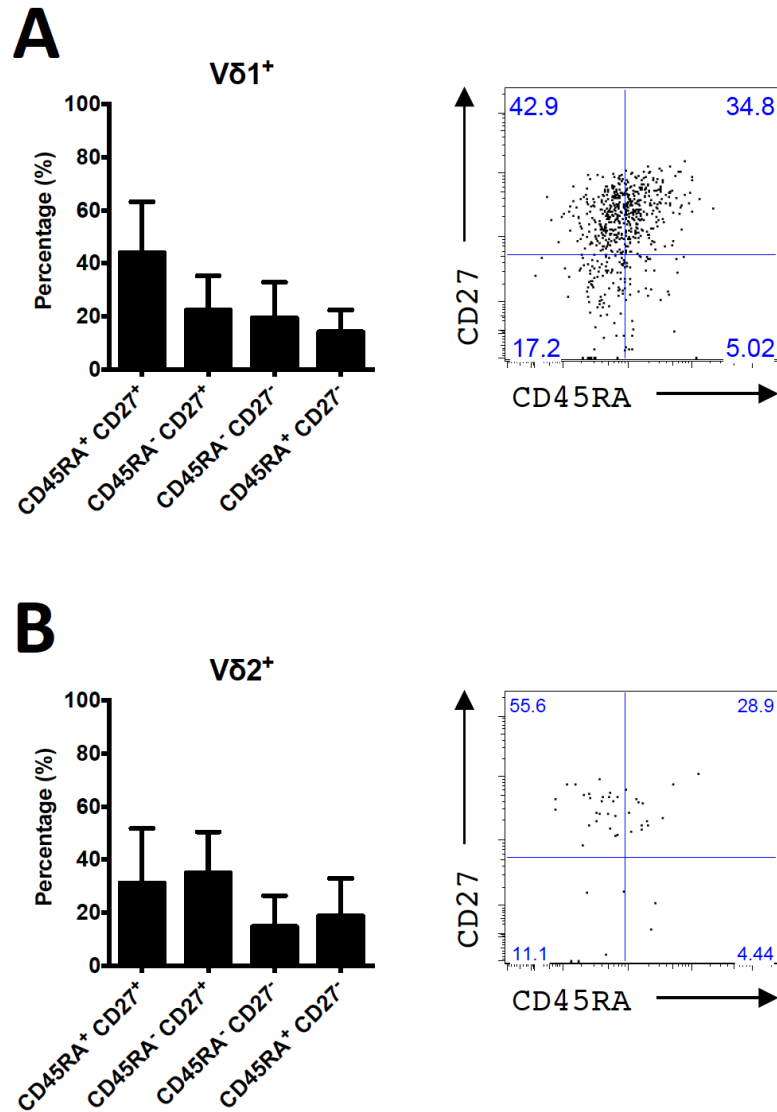 A
Vδ1⁺
Percentage (%)
100
80
60
40
20
0
CD45RA⁺ CD27⁺
CD45RA⁻ CD27⁺
CD45RA⁻ CD27⁻
CD45RA⁺ CD27⁻
42.9
34.8
17.2
5.02
CD27
CD45RA
B
Vδ2⁺
Percentage (%)
100
80
60
40
20
0
CD45RA⁺ CD27⁺
CD45RA⁻ CD27⁺
CD45RA⁻ CD27⁻
CD45RA⁺ CD27⁻
55.6
28.9
11.1
4.44
CD27
CD45RA